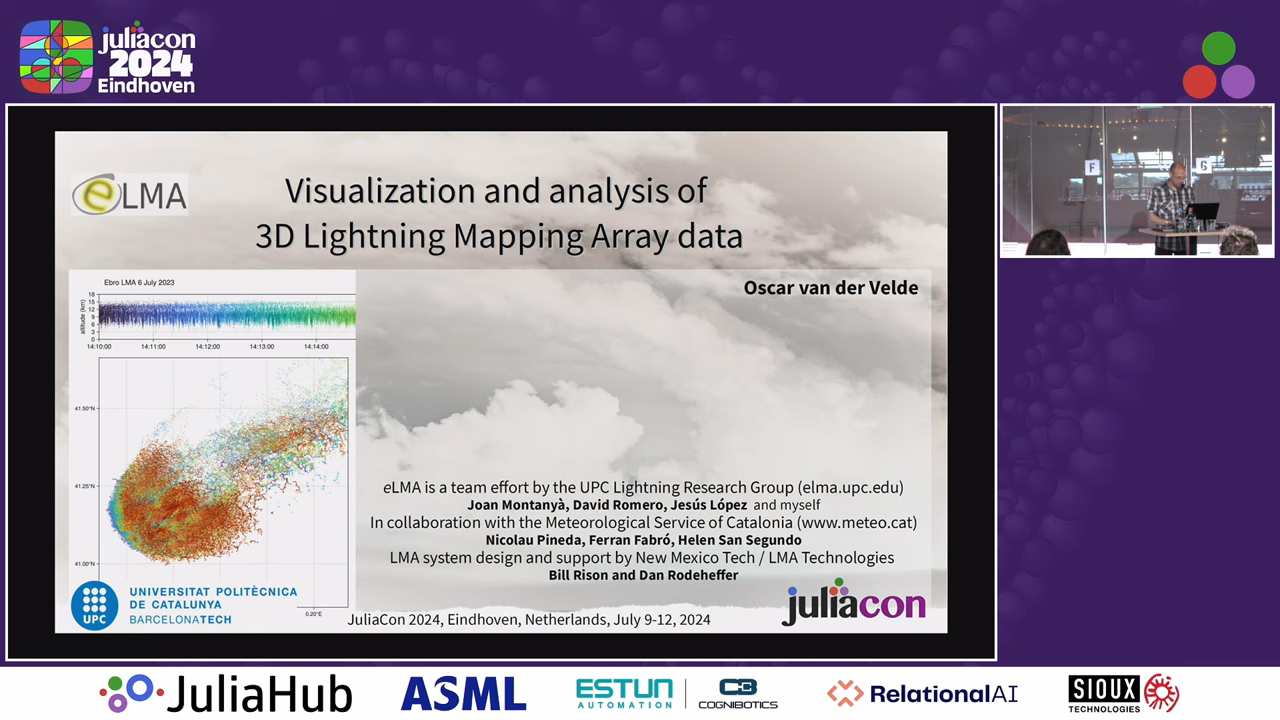 juliacon
2024
Eindhoven
eLMA
Visualization and analysis of
3D Lightning Mapping Array data
Oscar van der Velde
Ebro LMA 6 July 2023
altitude (km)
18
15
12
9
6
3
0
14:10:00 14:11:00 14:12:00 14:13:00 14:14:00
41.50°N
41.25°N
41.00°N
0.20°E
eLMA is a team effort by the UPC Lightning Research Group (elma.upc.edu)
Joan Montanyà, David Romero, Jesús López and myself
In collaboration with the Meteorological Service of Catalonia (www.meteo.cat)
Nicolau Pineda, Ferran Fabró, Helen San Segundo
LMA system design and support by New Mexico Tech / LMA Technologies
Bill Rison and Dan Rodeheffer
UPC
UNIVERSITAT POLITÈCNICA
DE CATALUNYA
BARCELONATECH
juliacon
JuliaCon 2024, Eindhoven, Netherlands, July 9-12, 2024
F
G
JuliaHub
ASML
ESTUN
AUTOMATION
C3
COGNIBOTICS
RelationalAI
SIOUX
TECHNOLOGIES